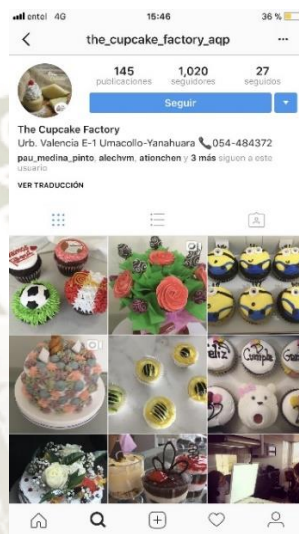 entel 4G 15:46 36 %
the_cupcake_factory_aqp
145 1,020 27
publicaciones seguidores seguidos
Seguir
The Cupcake Factory
Urb. Valencia E-1 Umacollo-Yanahuara 📞054-484372
pau_medina_pinto, alechvm, ationchen y 3 más siguen a este
usuario
VER TRADUCCIÓN
Feliz Cumple